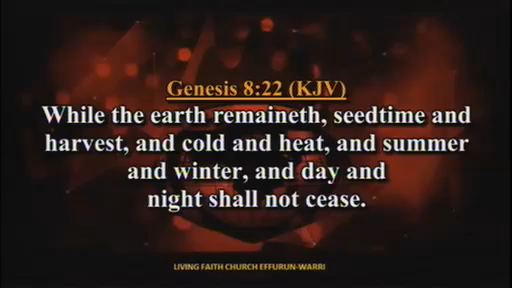 Genesis 8:22 (KJV)
While the earth remaineth, seedtime and
harvest, and cold and heat, and summer
and winter, and day and
night shall not cease.
LIVING FAITH CHURCH EFFURUN-WARRI